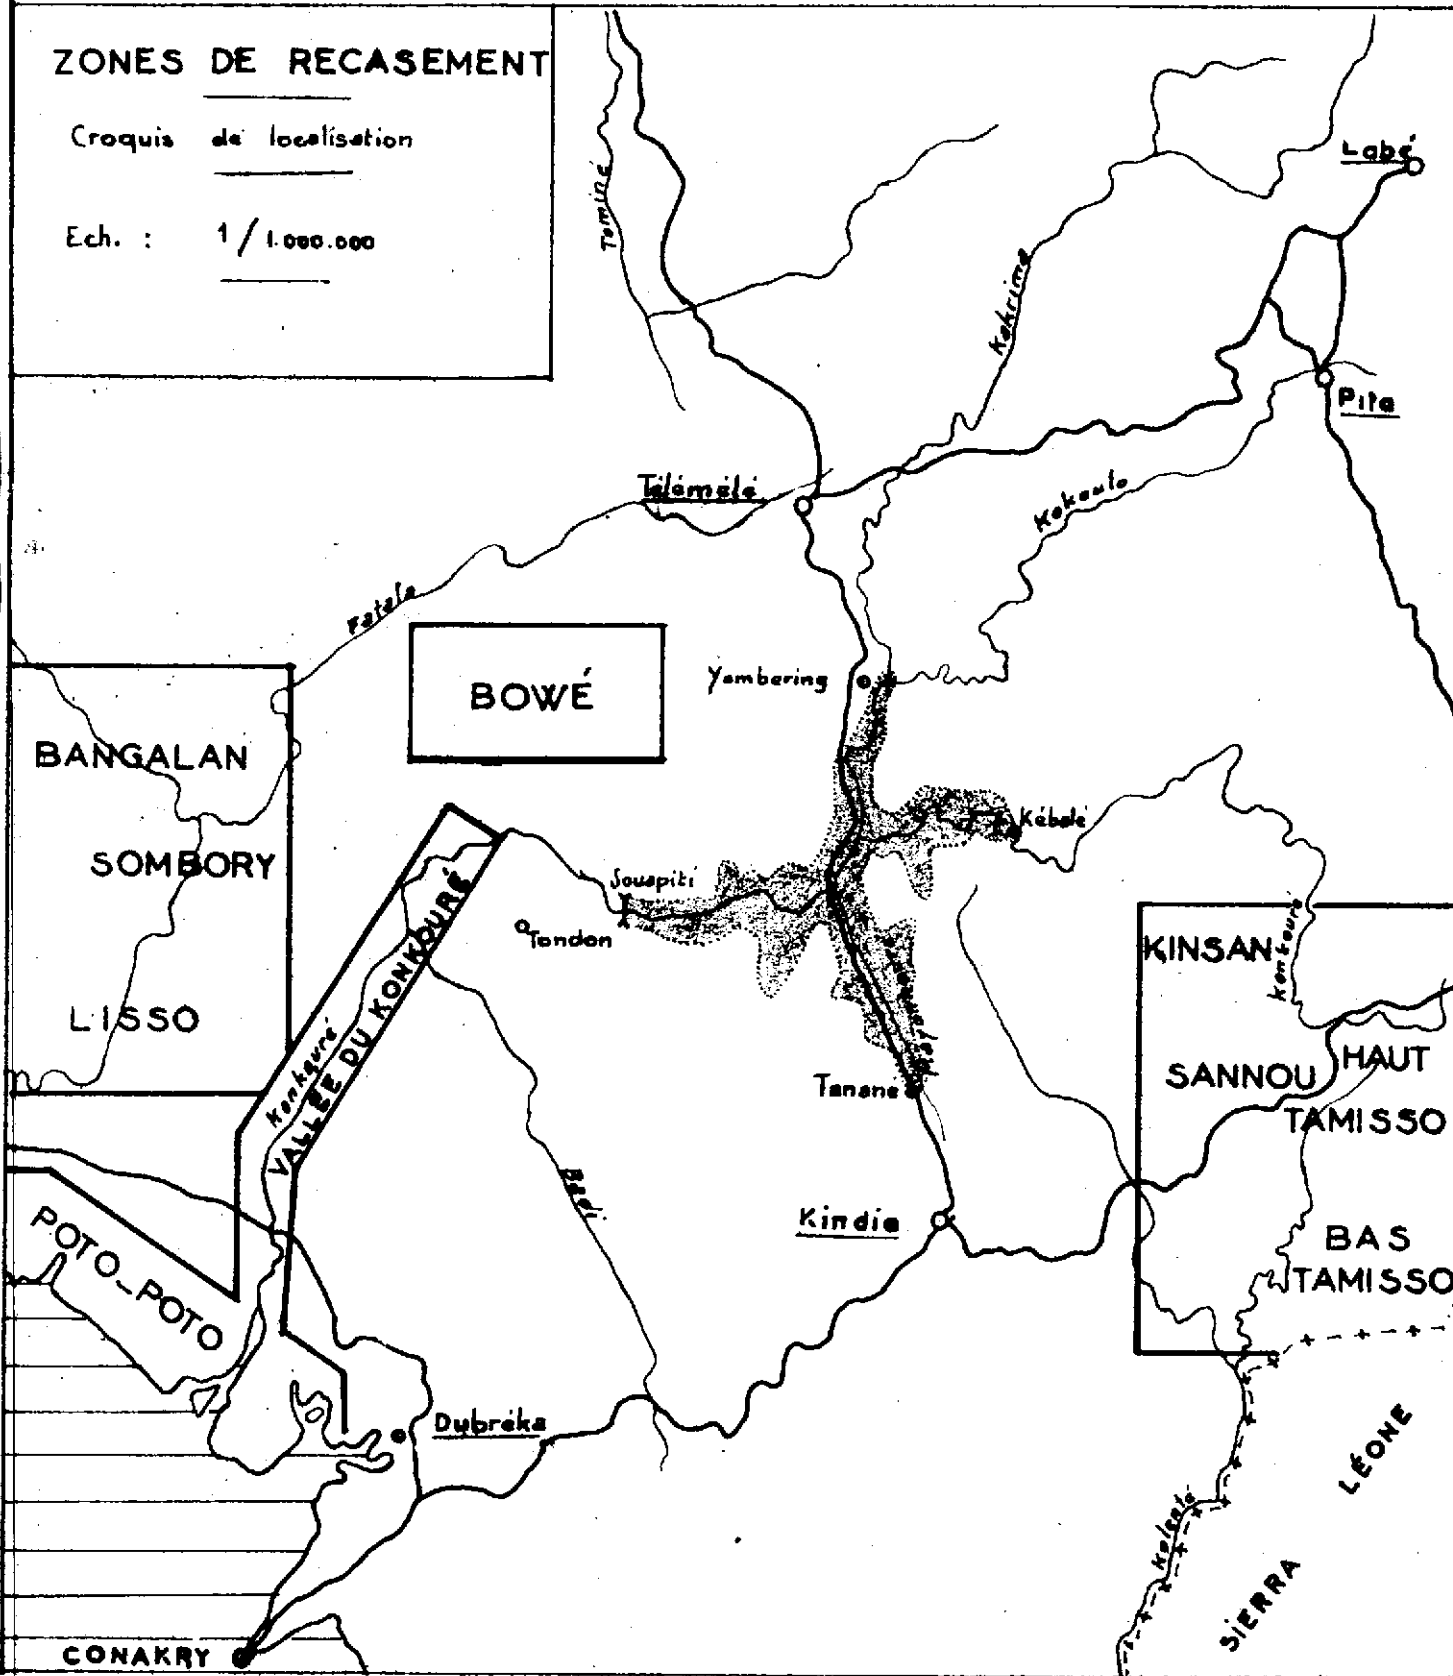 ZONES DE RECASEMENT
Croquis de localisation
Ech. : 1/1.000.000
Labé
Tominé
Kakrima
Pita
Télémélé
Kokoulo
Fatala
BOWÉ
Yambering
BANGALAN
SOMBORY
LISSO
Kébalé
Souapiti
Tondon
KINSAN
Konkouré
SANNOU
HAUT
TAMISSO
Konkouré
VALLÉE DU KONKOURÉ
Tanané
Badi
Kindia
BAS
TAMISSO
POTO-POTO
Dubréka
Kolenté
SIERRA LÉONE
CONAKRY